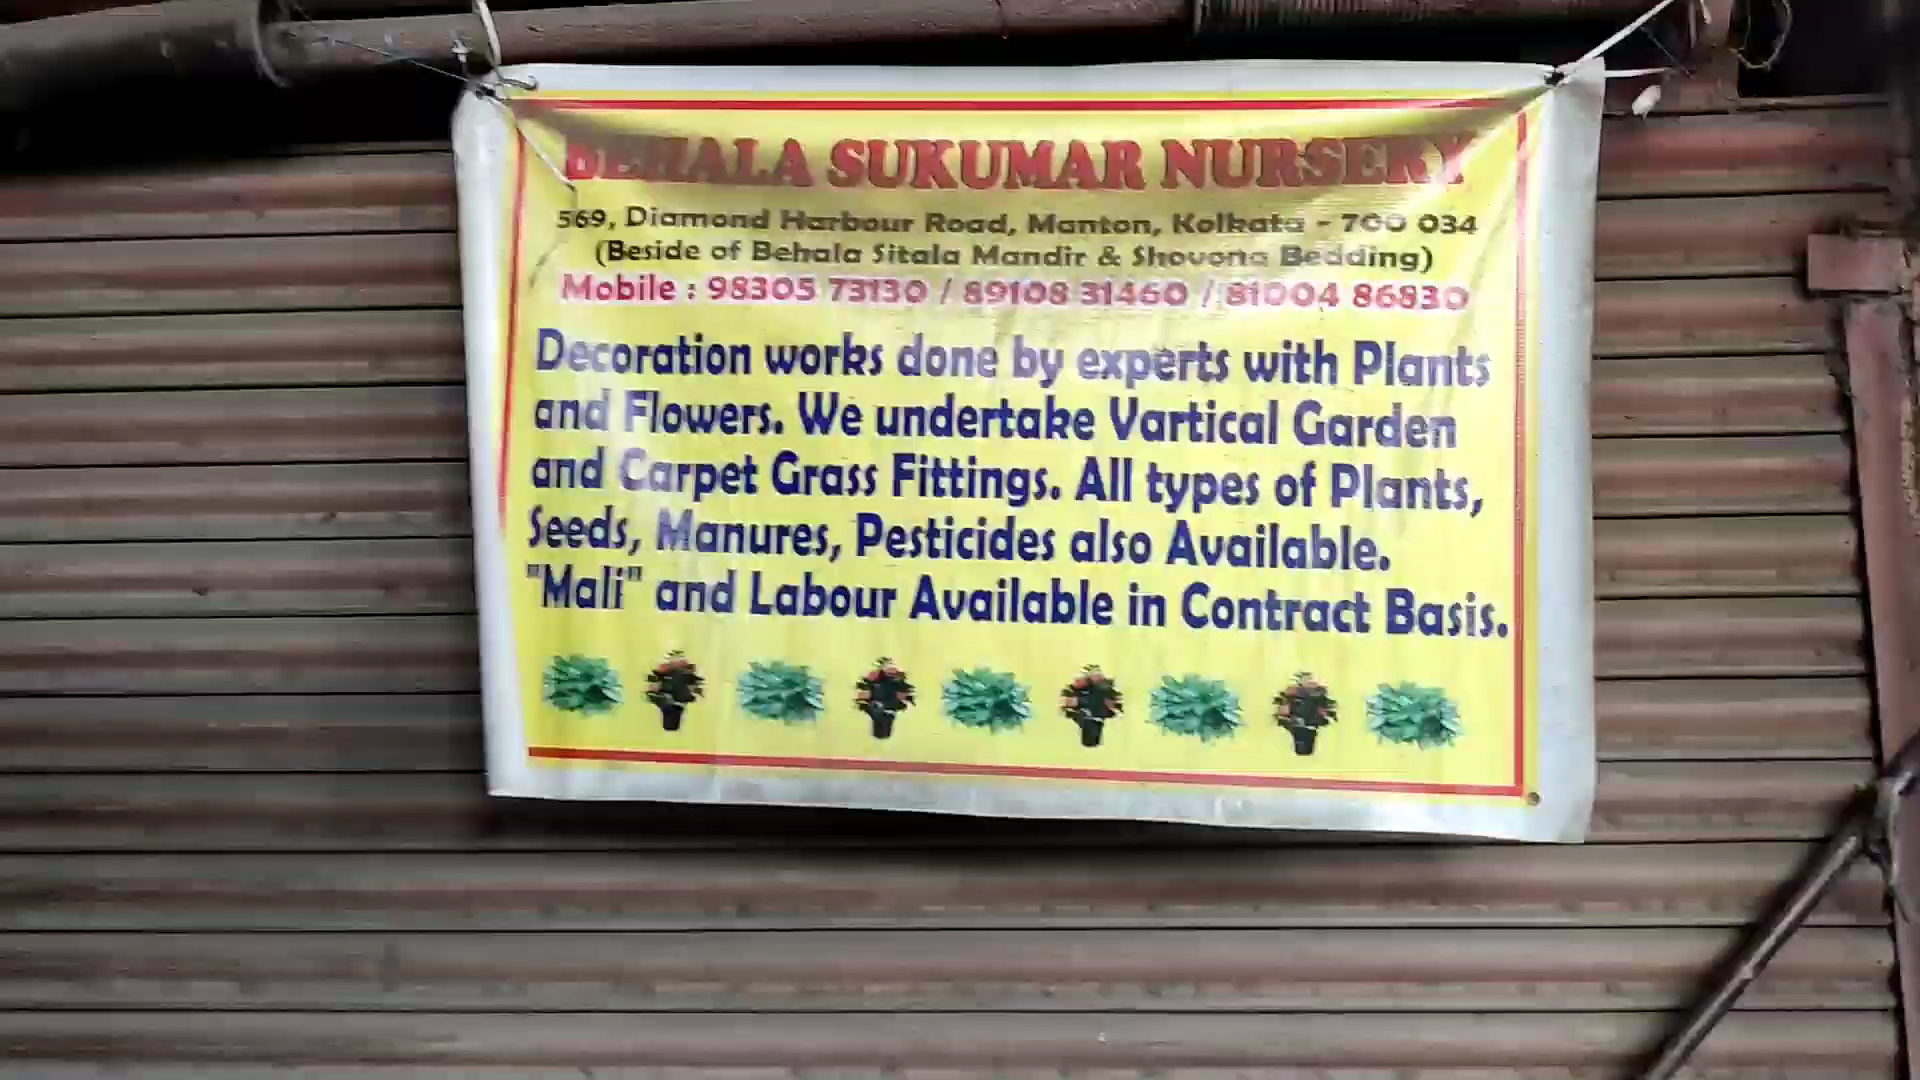 BEHALA SUKUMAR NURSERY
569, Diamond Harbour Road, Manton, Kolkata - 700 034
(Beside of Behala Sitala Mandir & Shovona Bedding)
Mobile : 98305 73130 / 89108 31460 / 81004 86830
Decoration works done by experts with Plants
and Flowers. We undertake Vartical Garden
and Carpet Grass Fittings. All types of Plants,
Seeds, Manures, Pesticides also Available.
"Mali" and Labour Available in Contract Basis.